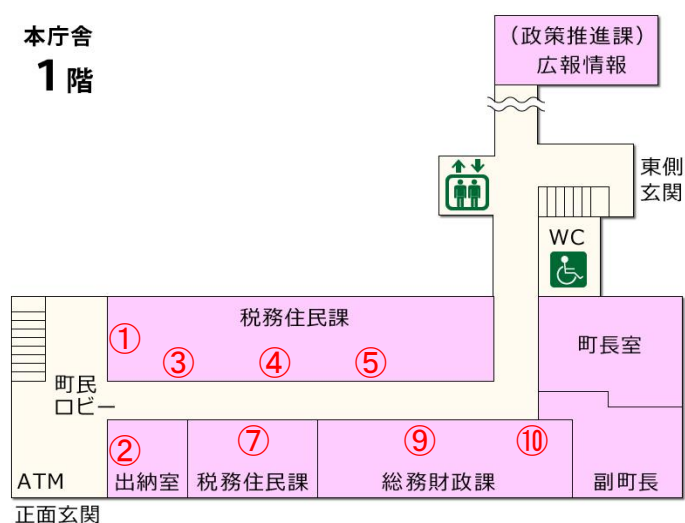 本庁舎
1階
(政策推進課)
広報情報
東側
玄関
WC
税務住民課
①
③
④
⑤
町長室
町民
ロビー
②
⑦
⑨
⑩
ATM
出納室
税務住民課
総務財政課
副町長
正面玄関